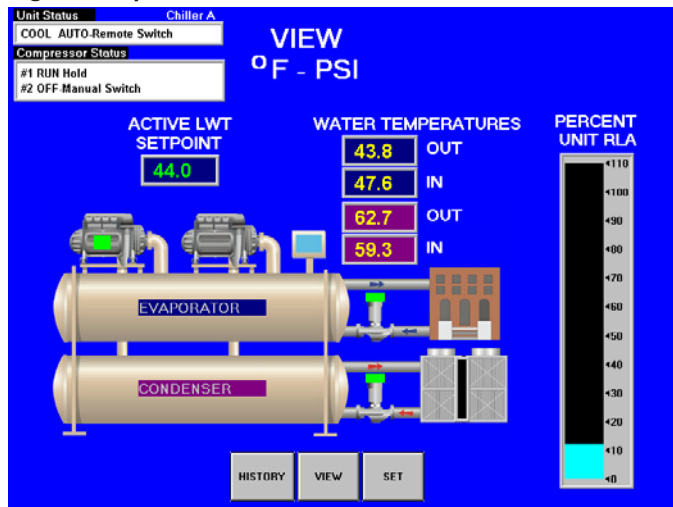 Unit Status Chiller A
COOL AUTO-Remote Switch
Compressor Status
#1 RUN Hold
#2 OFF-Manual Switch
VIEW
ºF - PSI
ACTIVE LWT
SETPOINT
44.0
WATER TEMPERATURES
43.8 OUT
47.6 IN
62.7 OUT
59.3 IN
PERCENT
UNIT RLA
110
100
90
80
70
60
50
40
30
20
10
0
EVAPORATOR
CONDENSER
HISTORY VIEW SET